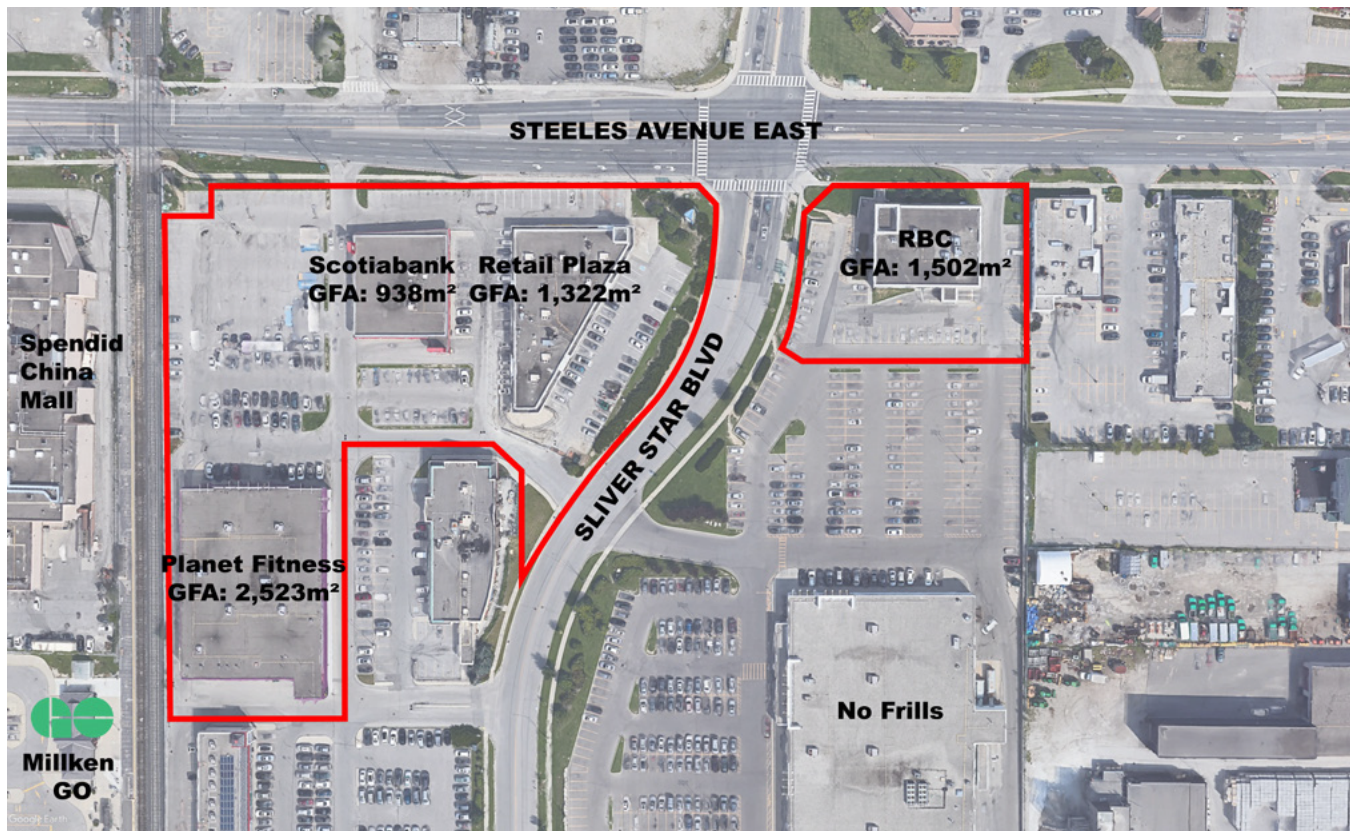 STEELES AVENUE EAST
Scotiabank
GFA: 938m²
Retail Plaza
GFA: 1,322m²
RBC
GFA: 1,502m²
Spendid
China
Mall
SLIVER STAR BLVD
Planet Fitness
GFA: 2,523m²
No Frills
GO
Millken
GO
Google Earth